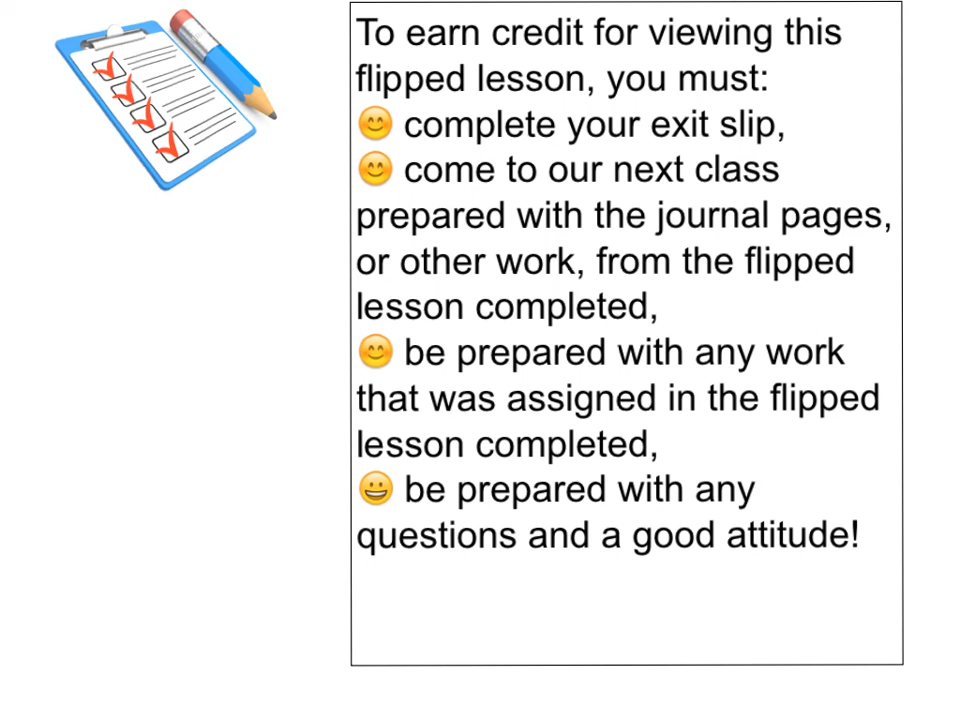 To earn credit for viewing this
flipped lesson, you must:
😊 complete your exit slip,
😊 come to our next class
prepared with the journal pages,
or other work, from the flipped
lesson completed,
😊 be prepared with any work
that was assigned in the flipped
lesson completed,
😀 be prepared with any
questions and a good attitude!